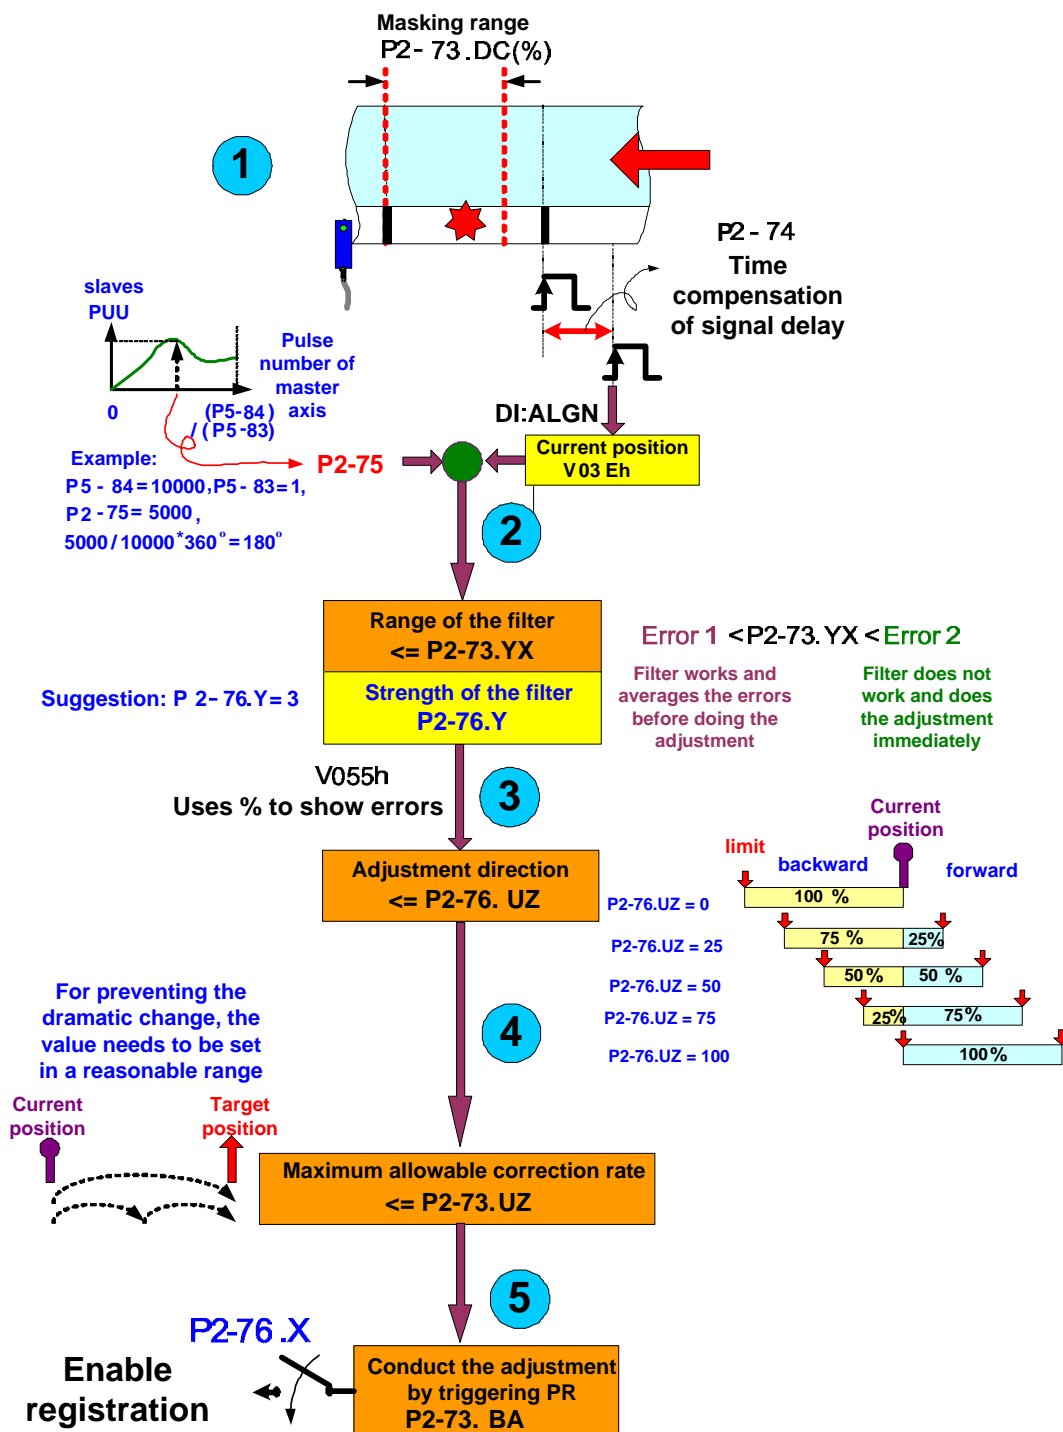 Masking range
P2-73.DC(%)
1
P2-74
Time
compensation
of signal delay
slaves
PUU
Pulse
number of
master
axis
0
(P5-84)
/(P5-83)
DI:ALGN
Current position
V03Eh
Example:
P5-84=10000,P5-83=1,
P2-75=5000,
5000/10000*360°=180°
P2-75
2
Range of the filter
<= P2-73.YX
Strength of the filter
P2-76.Y
Suggestion: P 2-76.Y=3
Error 1 <P2-73.YX <Error 2
Filter works and
averages the errors
before doing the
adjustment
Filter does not
work and does
the adjustment
immediately
V055h
Uses % to show errors
3
Adjustment direction
<= P2-76. UZ
Current
position
limit
backward
forward
P2-76.UZ = 0
100 %
P2-76.UZ = 25
75 %
25%
P2-76.UZ = 50
50 %
50 %
P2-76.UZ = 75
25%
75 %
P2-76.UZ = 100
100 %
4
For preventing the
dramatic change, the
value needs to be set
in a reasonable range
Current
position
Target
position
Maximum allowable correction rate
<= P2-73.UZ
5
P2-76.X
Enable
registration
Conduct the adjustment
by triggering PR
P2-73. BA